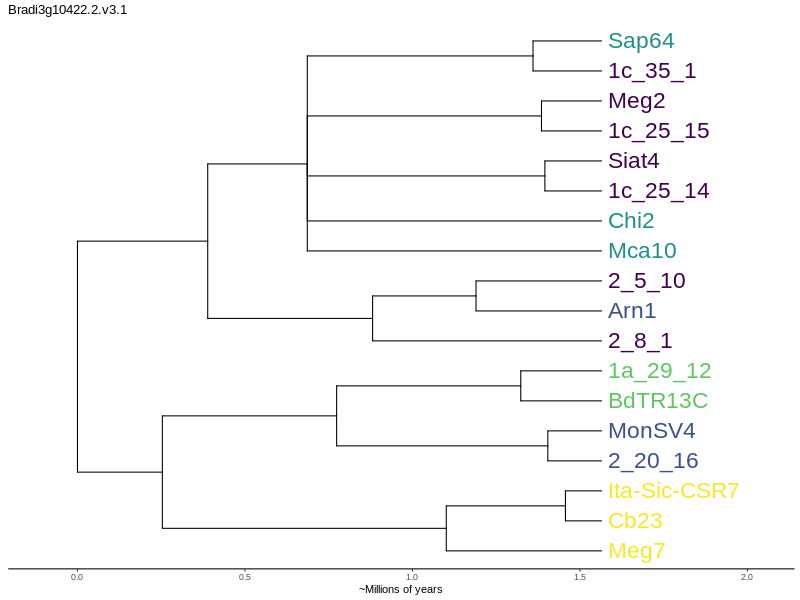 Bradi3g10422.2.v3.1
Sap64
1c_35_1
Meg2
1c_25_15
Siat4
1c_25_14
Chi2
Mca10
2_5_10
Arn1
2_8_1
1a_29_12
BdTR13C
MonSV4
2_20_16
Ita-Sic-CSR7
Cb23
Meg7
0.0 0.5 1.0 1.5 2.0
~Millions of years